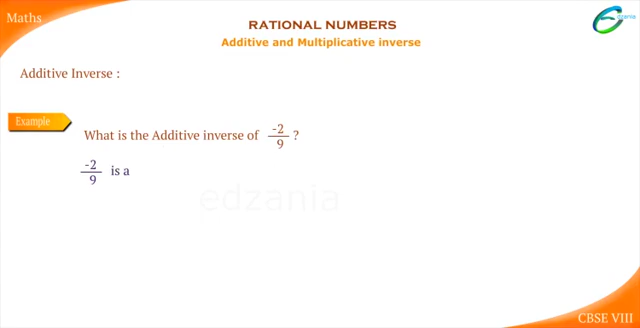 Maths
edzania
RATIONAL NUMBERS
Additive and Multiplicative inverse
Additive Inverse :
Example
What is the Additive inverse of -2/9 ?
-2/9 is a
edzania
CBSE VIII